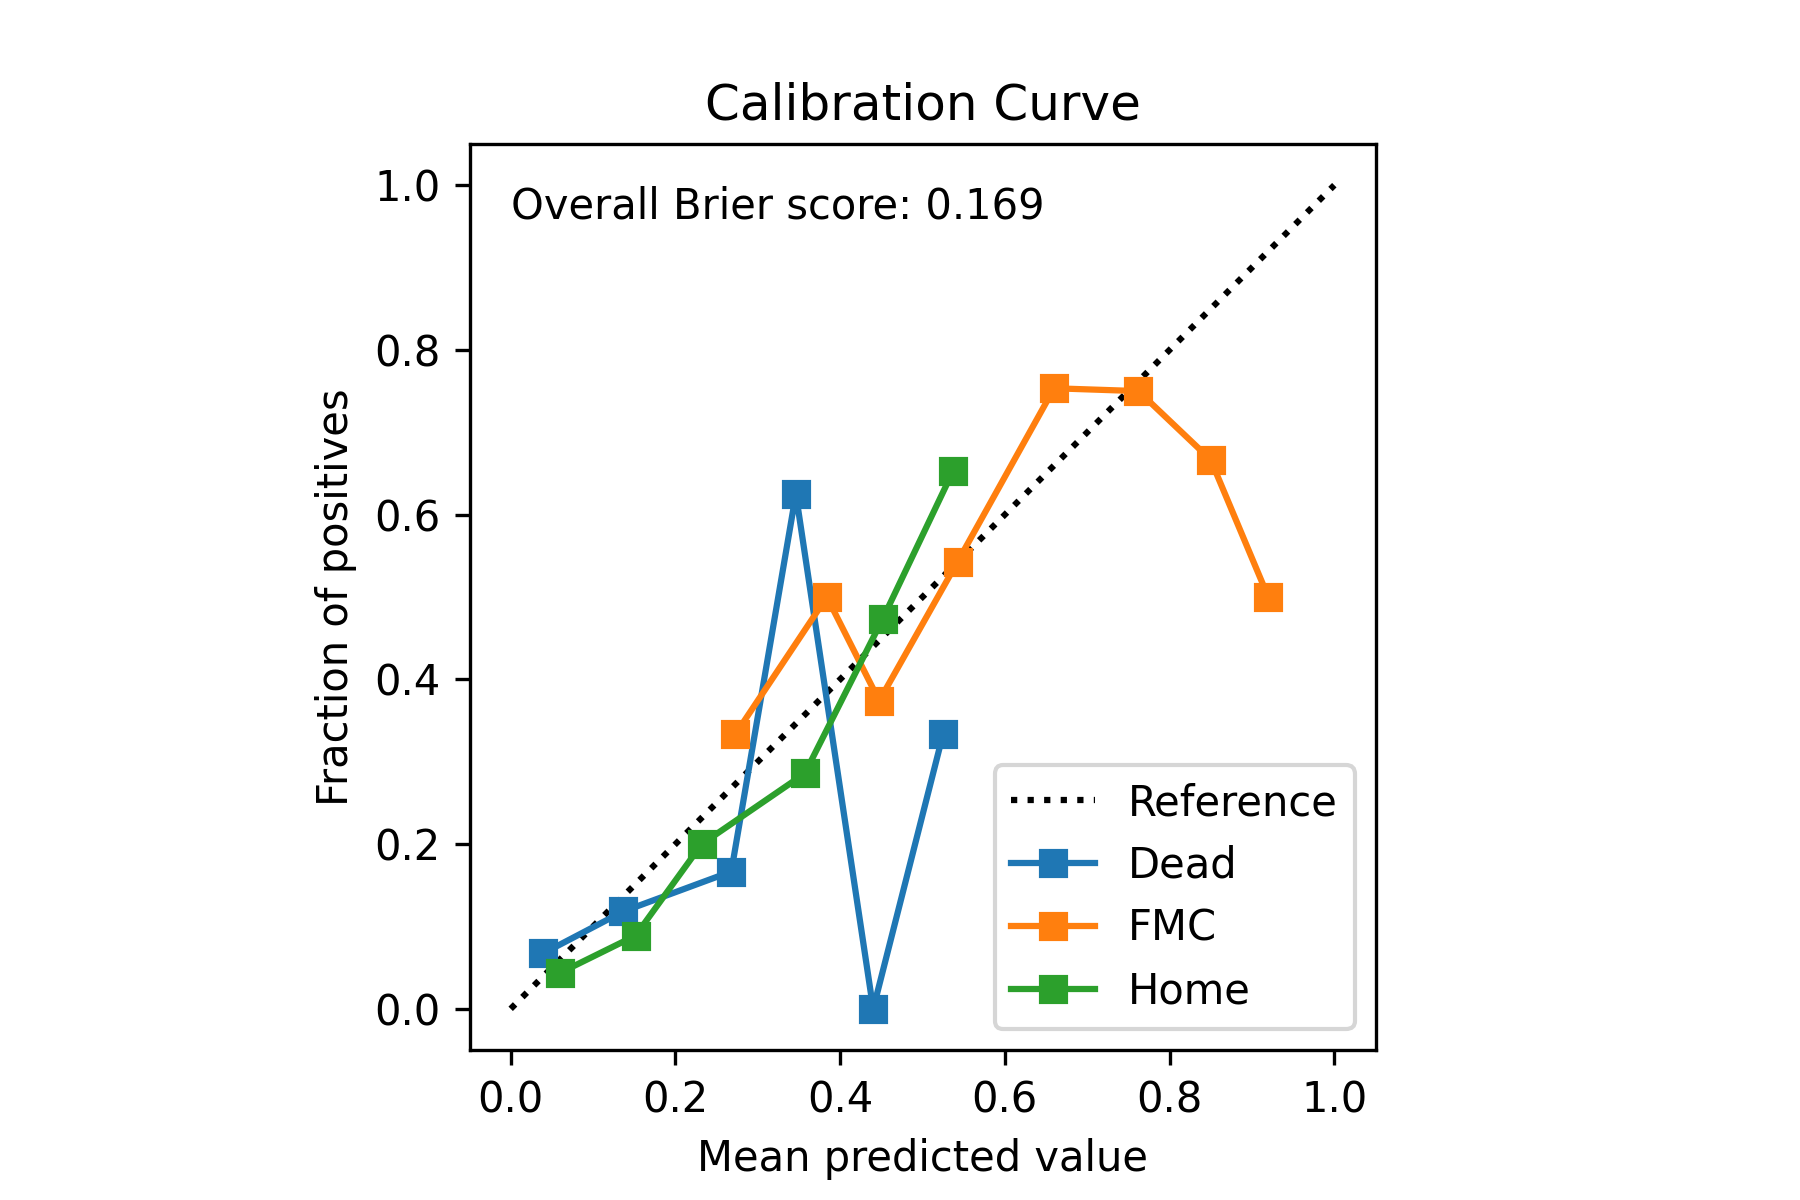 Calibration Curve
Overall Brier score: 0.169
Fraction of positives
1.0
0.8
0.6
0.4
0.2
0.0
Reference
Dead
FMC
Home
0.0 0.2 0.4 0.6 0.8 1.0
Mean predicted value